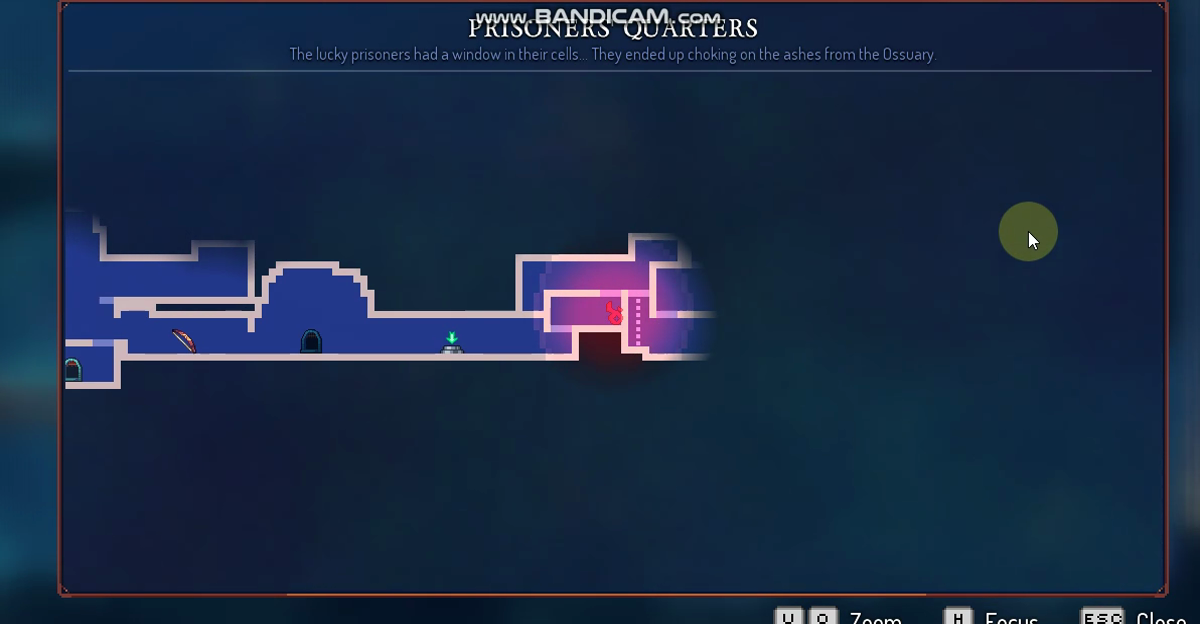 www.BANDICAM.com
PRISONERS' QUARTERS
The lucky prisoners had a window in their cells... They ended up choking on the ashes from the Ossuary.
Zoom H Focus ESC Close